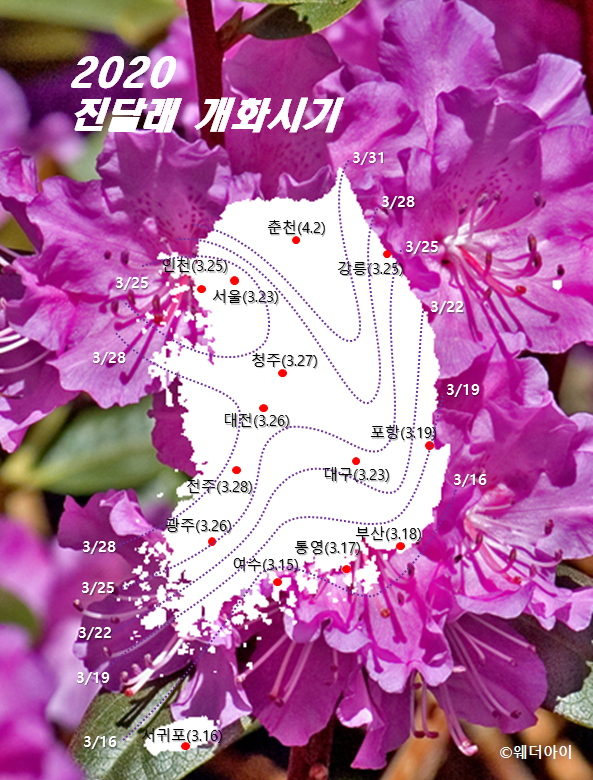 2020
진달래 개화시기
3/31
3/28
춘천(4.2)
3/25
인천(3.25)
강릉(3.25)
3/25
서울(3.23)
3/22
3/28
청주(3.27)
3/19
대전(3.26)
포항(3.19)
대구(3.23)
3/16
전주(3.28)
광주(3.26)
부산(3.18)
3/28
통영(3.17)
여수(3.15)
3/25
3/22
3/19
3/16
서귀포(3.16)
©웨더아이